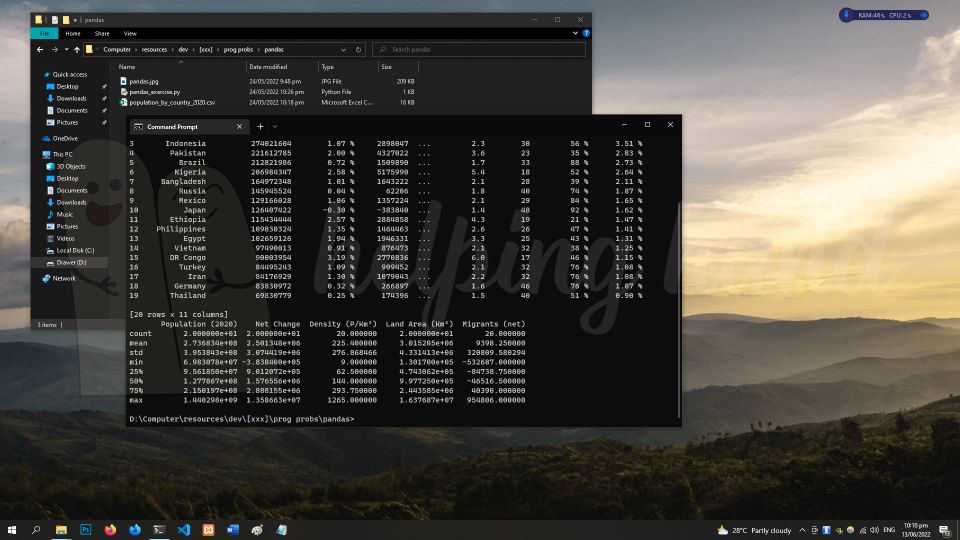 RAM:46% CPU:2%
pandas
File Home Share View
Computer › resources › dev › [xxx] › prog probs › pandas
Search pandas
Name Date modified Type Size
pandas.jpg 24/05/2022 9:48 pm JPG File 209 KB
pandas_exercise.py 24/05/2022 10:26 pm Python File 1 KB
population_by_country_2020.csv 24/05/2022 10:18 pm Microsoft Excel C... 16 KB
Quick access
Desktop
Downloads
Documents
Pictures
OneDrive
This PC
3D Objects
Desktop
Documents
Downloads
Music
Pictures
Videos
Local Disk (C:)
Drawer (D:)
Network
3 items
Command Prompt
3 Indonesia 274021604 1.07 % 2898047 ... 2.3 30 56 % 3.51 %
4 Pakistan 221612785 2.00 % 4327022 ... 3.6 23 35 % 2.83 %
5 Brazil 212821986 0.72 % 1509890 ... 1.7 33 88 % 2.73 %
6 Nigeria 206984347 2.58 % 5175990 ... 5.4 18 52 % 2.64 %
7 Bangladesh 164972348 1.01 % 1643222 ... 2.1 28 39 % 2.11 %
8 Russia 145945524 0.04 % 62206 ... 1.8 40 74 % 1.87 %
9 Mexico 129166028 1.06 % 1357224 ... 2.1 29 84 % 1.65 %
10 Japan 126407422 -0.30 % -383840 ... 1.4 48 92 % 1.62 %
11 Ethiopia 115434444 2.57 % 2884858 ... 4.3 19 21 % 1.47 %
12 Philippines 109830324 1.35 % 1464463 ... 2.6 26 47 % 1.41 %
13 Egypt 102659126 1.94 % 1946331 ... 3.3 25 43 % 1.31 %
14 Vietnam 97490013 0.91 % 876473 ... 2.1 32 38 % 1.25 %
15 DR Congo 90003954 3.19 % 2770836 ... 6.0 17 46 % 1.15 %
16 Turkey 84495243 1.09 % 909452 ... 2.1 32 76 % 1.08 %
17 Iran 84176929 1.30 % 1079043 ... 2.2 32 76 % 1.08 %
18 Germany 83830972 0.32 % 266897 ... 1.6 46 76 % 1.07 %
19 Thailand 69830779 0.25 % 174396 ... 1.5 40 51 % 0.90 %
[20 rows x 11 columns]
Population (2020) Net Change Density (P/Km²) Land Area (Km²) Migrants (net)
count 2.000000e+01 2.000000e+01 20.000000 2.000000e+01 20.000000
mean 2.736834e+08 2.501348e+06 225.400000 3.015205e+06 9398.250000
std 3.953843e+08 3.074419e+06 276.868466 4.331413e+06 320809.580294
min 6.983078e+07 -3.838400e+05 9.000000 1.301700e+05 -532687.000000
25% 9.561850e+07 9.012072e+05 62.500000 4.743062e+05 -84738.750000
50% 1.277867e+08 1.576556e+06 144.000000 9.977250e+05 -46516.500000
75% 2.150197e+08 2.888155e+06 293.750000 2.443585e+06 40390.000000
max 1.440298e+09 1.358663e+07 1265.000000 1.637687e+07 954806.000000
D:\Computer\resources\dev\[xxx]\prog probs\pandas>
28°C Partly cloudy
ENG
10:10 pm
13/06/2022